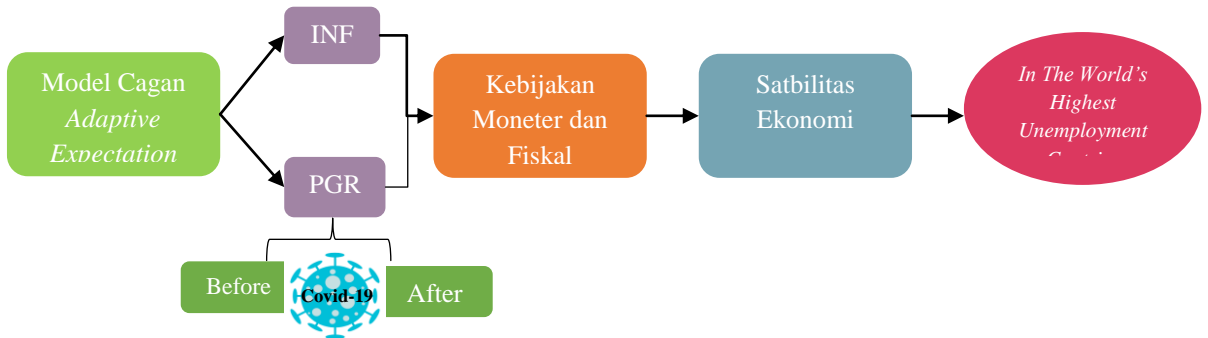 INF
Model Cagan
Adaptive
Expectation
Kebijakan
Moneter dan
Fiskal
Satbilitas
Ekonomi
In The World's
Highest
Unemployment
PGR
Before
Covid-19
After